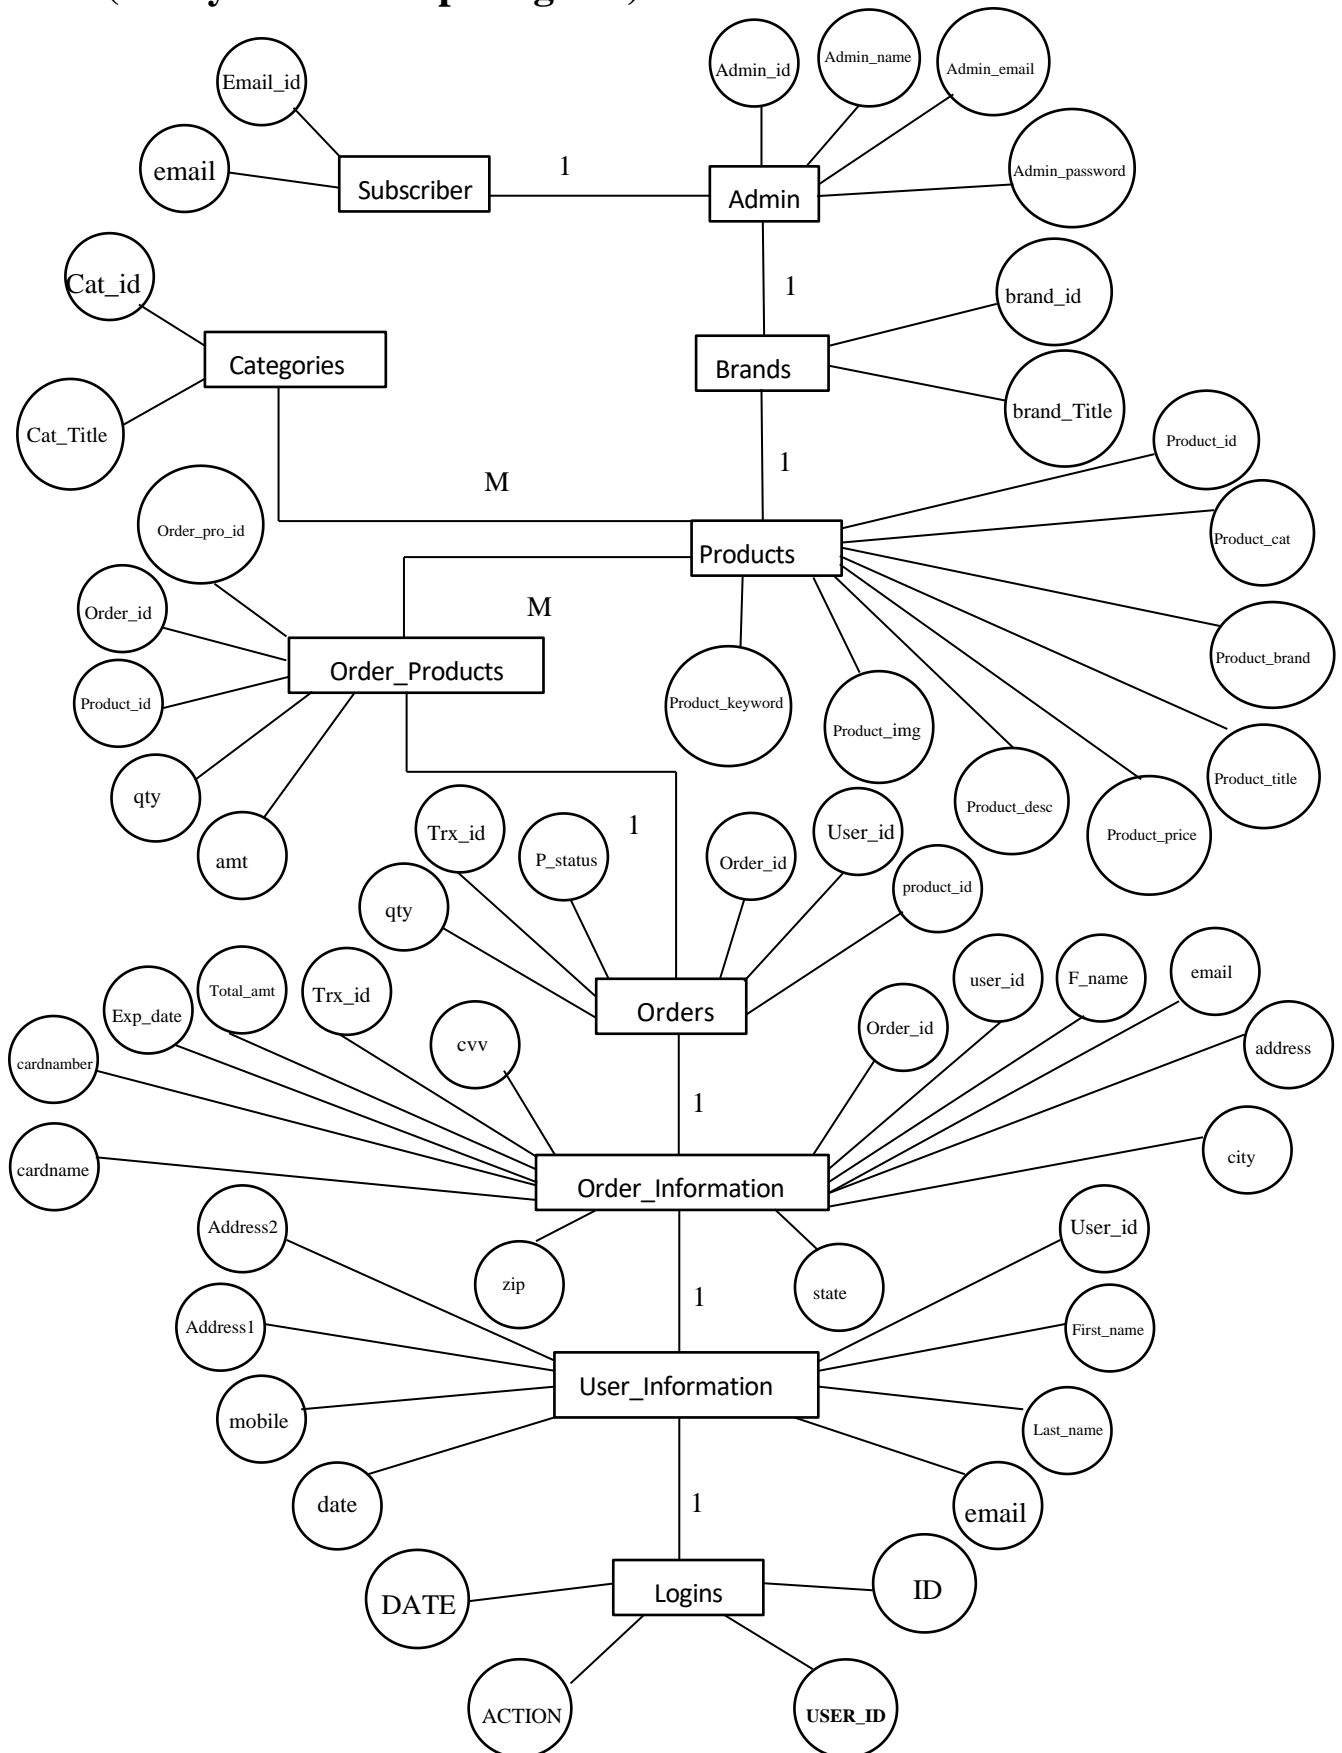 Email_id
Admin_id
Admin_name
Admin_email
email
Subscriber
1
Admin
Admin_password
Cat_id
1
brand_id
Categories
Brands
brand_Title
Cat_Title
M
1
Product_id
Order_pro_id
Products
Product_cat
Order_id
M
Product_brand
Order_Products
Product_id
Product_keyword
Product_img
Product_title
qty
Product_desc
Product_price
amt
Trx_id
P_status
1
Order_id
User_id
product_id
qty
Total_amt
Trx_id
Orders
user_id
F_name
email
Exp_date
cvv
Order_id
address
cardnamber
1
cardname
Order_Information
city
Address2
User_id
zip
1
state
Address1
First_name
User_Information
mobile
Last_name
date
1
email
DATE
Logins
ID
ACTION
USER_ID